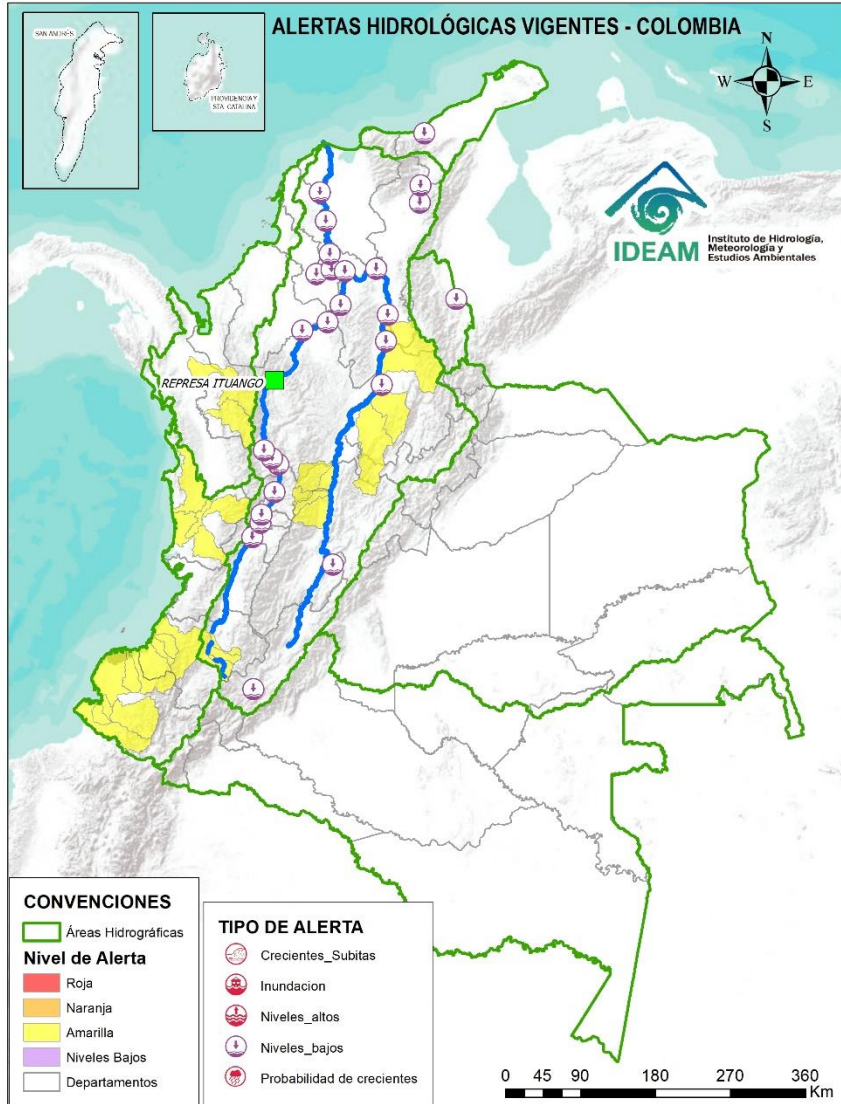 ALERTAS HIDROLÓGICAS VIGENTES - COLOMBIA
SAN ANDRÉS
PROVIDENCIA Y
STA. CATALINA
N
W
E
S
IDEAM
Instituto de Hidrología,
Meteorología y
Estudios Ambientales
REPRESA ITUANGO
CONVENCIONES
Áreas Hidrográficas
Nivel de Alerta
Roja
Naranja
Amarilla
Niveles Bajos
Departamentos
TIPO DE ALERTA
Crecientes_Subitas
Inundacion
Niveles_altos
Niveles_bajos
Probabilidad de crecientes
0 45 90 180 270 360
Km